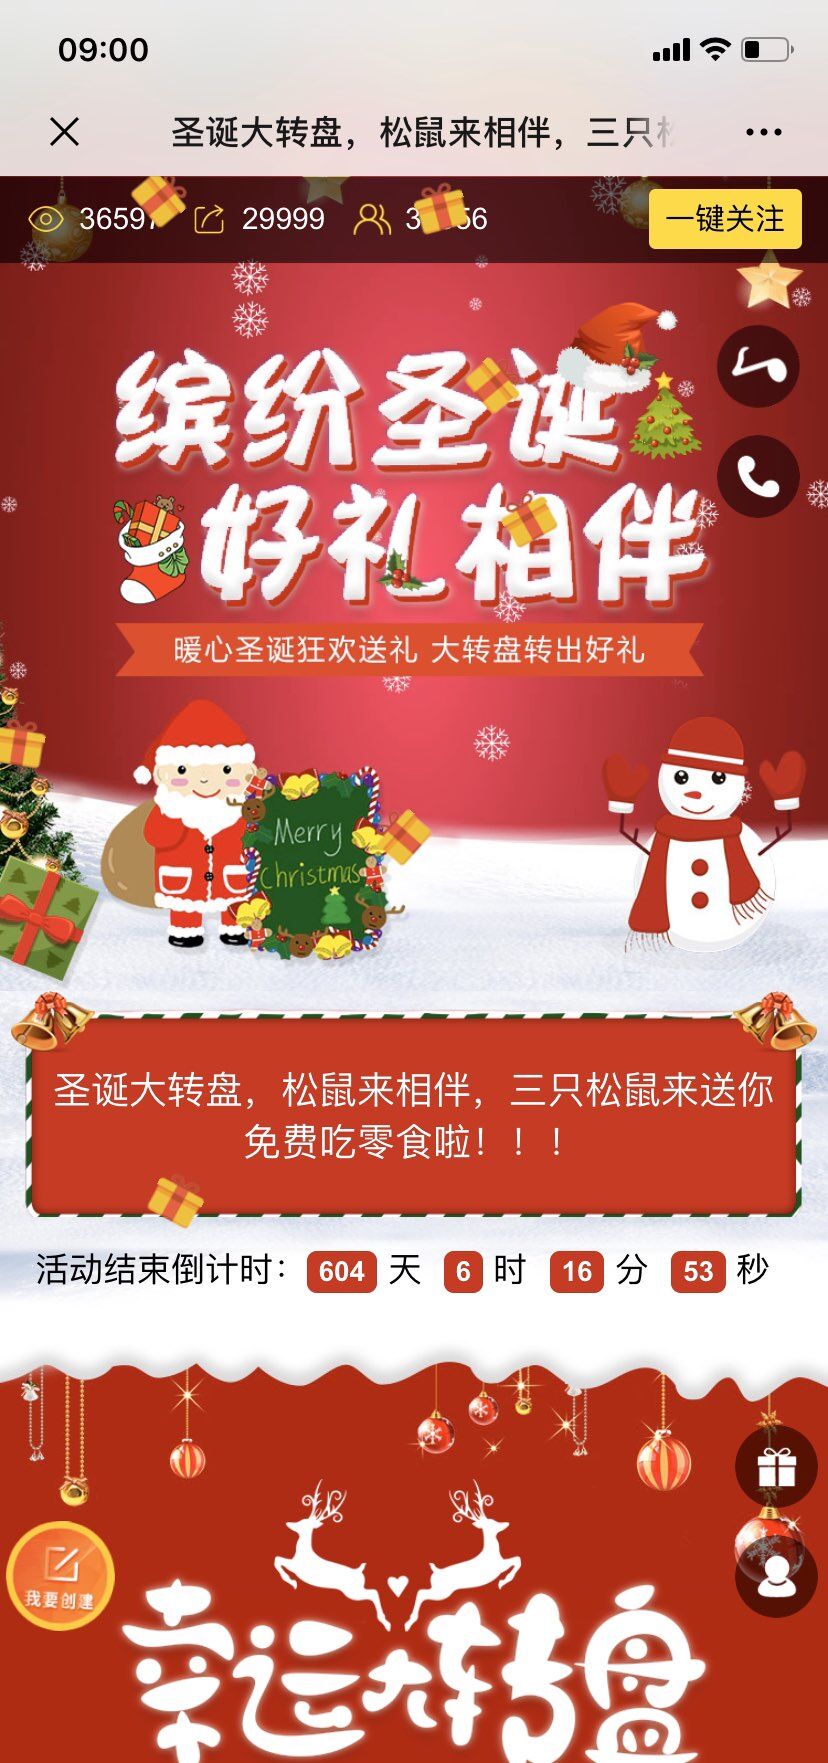 09:00
圣诞大转盘，松鼠来相伴，三只
29999
一键关注
缤纷圣诞
好礼相伴
暖心圣诞狂欢送礼 大转盘转出好礼
Merry
Christmas
圣诞大转盘，松鼠来相伴，三只松鼠来送你
免费吃零食啦！！！
活动结束倒计时：604 天 6 时 16 分 53 秒
我要创建
幸运大转盘